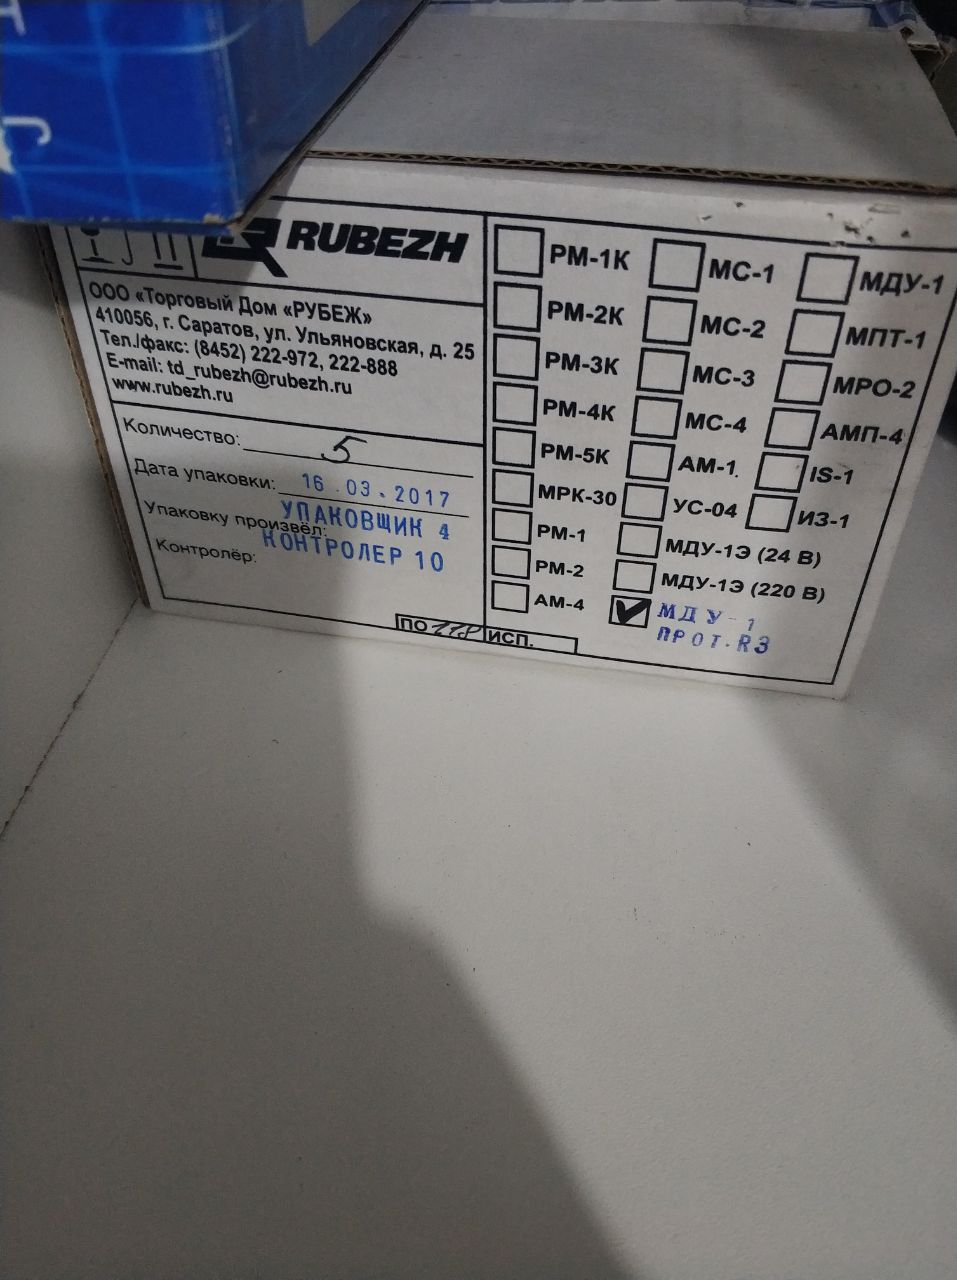 RUBEZH
ООО «Торговый Дом «РУБЕЖ»
410056, г. Саратов, ул. Ульяновская, д. 25
Тел./факс: (8452) 222-972, 222-888
E-mail: td_rubezh@rubezh.ru
www.rubezh.ru
Количество: 5
Дата упаковки: 16.03.2017
Упаковку произвёл: УПАКОВЩИК 4
Контролёр: КОНТРОЛЕР 10
ПО 118 ИСП.
РМ-1К МС-1 МДУ-1
РМ-2К МС-2 МПТ-1
РМ-3К МС-3 МРО-2
РМ-4К МС-4 АМП-4
РМ-5К АМ-1 IS-1
МРК-30 УС-04 ИЗ-1
РМ-1 МДУ-1Э (24 В)
РМ-2 МДУ-1Э (220 В)
АМ-4 МДУ-1
ПРОТ.R3